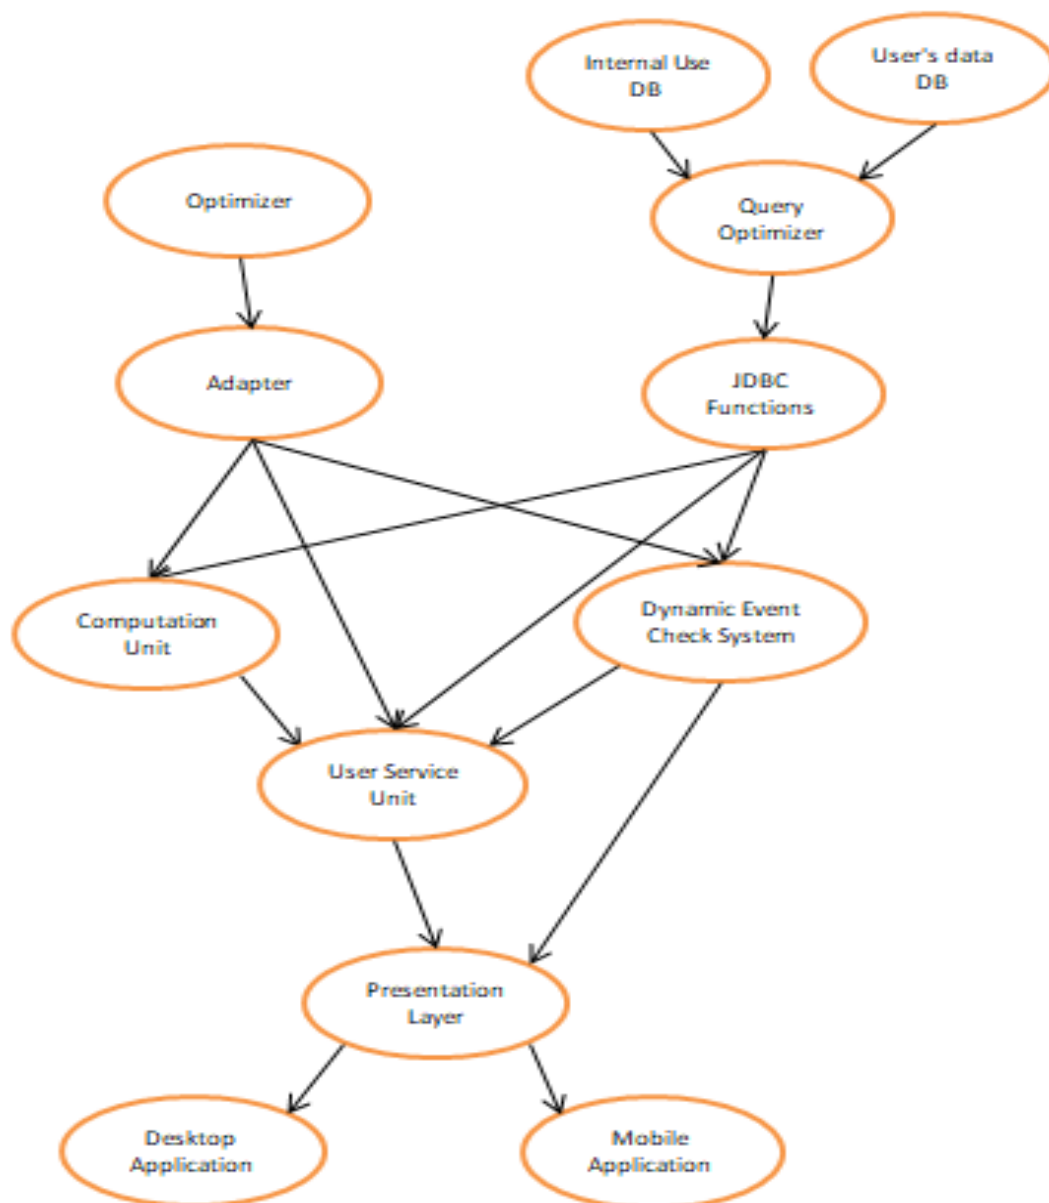 Internal Use
DB
User's data
DB
Optimizer
Query
Optimizer
Adapter
JDBC
Functions
Computation
Unit
Dynamic Event
Check System
User Service
Unit
Presentation
Layer
Desktop
Application
Mobile
Application